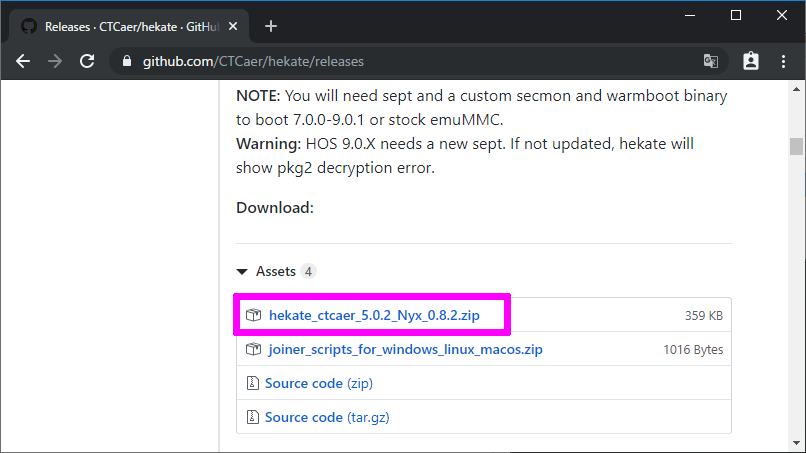 Releases · CTCaer/hekate · GitHub
github.com/CTCaer/hekate/releases
NOTE: You will need sept and a custom secmon and warmboot binary
to boot 7.0.0-9.0.1 or stock emuMMC.
Warning: HOS 9.0.X needs a new sept. If not updated, hekate will
show pkg2 decryption error.
Download:
Assets 4
hekate_ctcaer_5.0.2_Nyx_0.8.2.zip 359 KB
joiner_scripts_for_windows_linux_macos.zip 1016 Bytes
Source code (zip)
Source code (tar.gz)